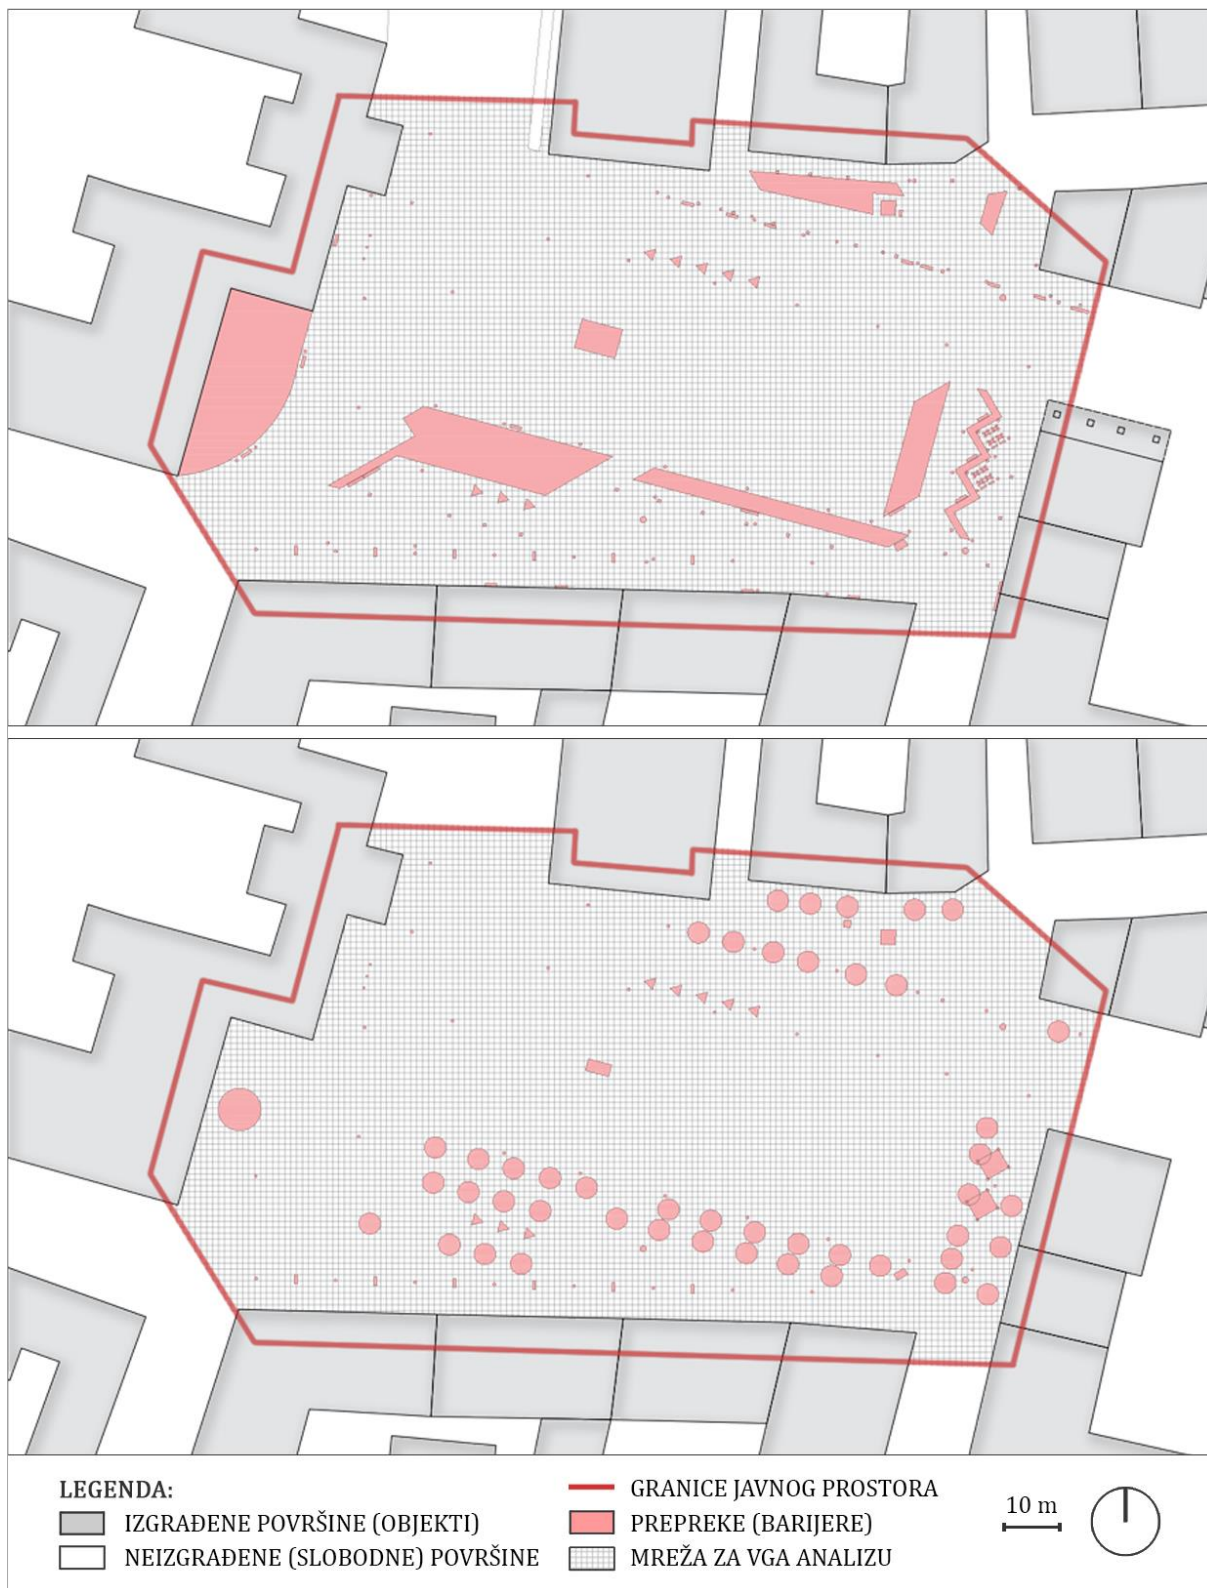 LEGENDA:
IZGRAĐENE POVRŠINE (OBJEKTI)
NEIZGRAĐENE (SLOBODNE) POVRŠINE
GRANICE JAVNOG PROSTORA
PREPREKE (BARIJERE)
MREŽA ZA VGA ANALIZU
10 m